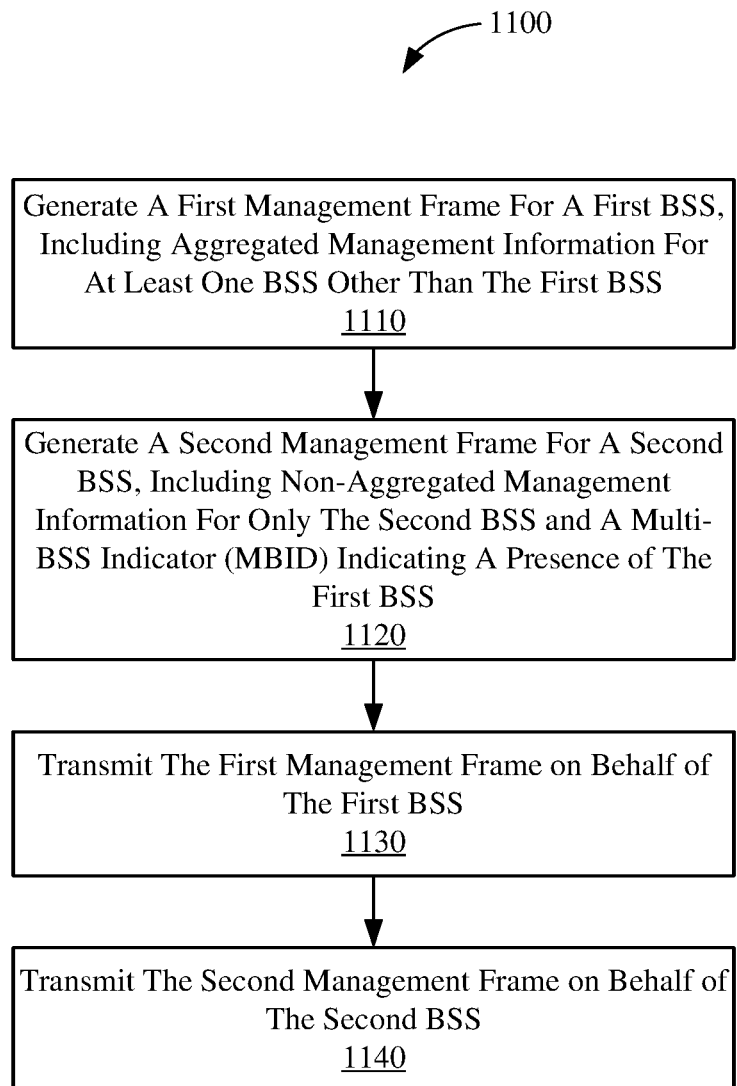 1100
Generate A First Management Frame For A First BSS,
Including Aggregated Management Information For
At Least One BSS Other Than The First BSS
1110
Generate A Second Management Frame For A Second
BSS, Including Non-Aggregated Management
Information For Only The Second BSS and A Multi-
BSS Indicator (MBID) Indicating A Presence of The
First BSS
1120
Transmit The First Management Frame on Behalf of
The First BSS
1130
Transmit The Second Management Frame on Behalf of
The Second BSS
1140